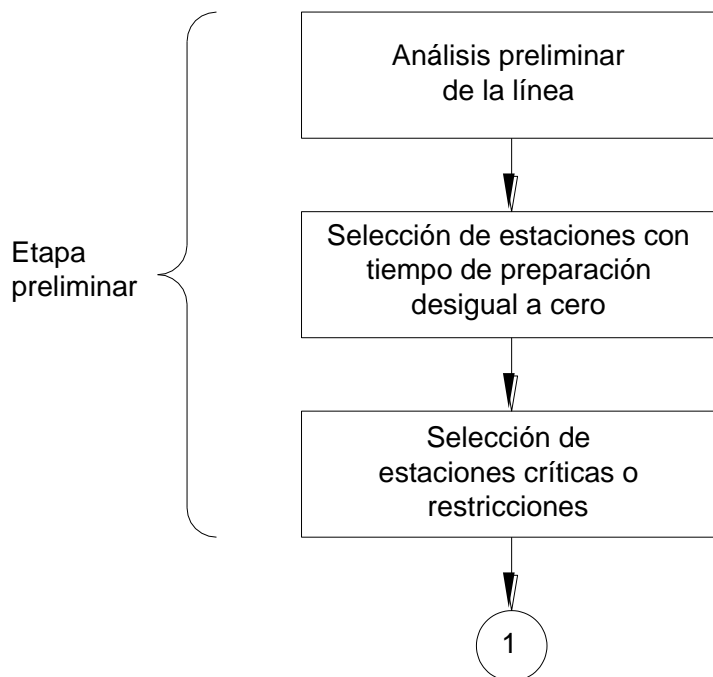 Análisis preliminar
de la línea
Etapa
preliminar
Selección de estaciones con
tiempo de preparación
desigual a cero
Selección de
estaciones críticas o
restricciones
1